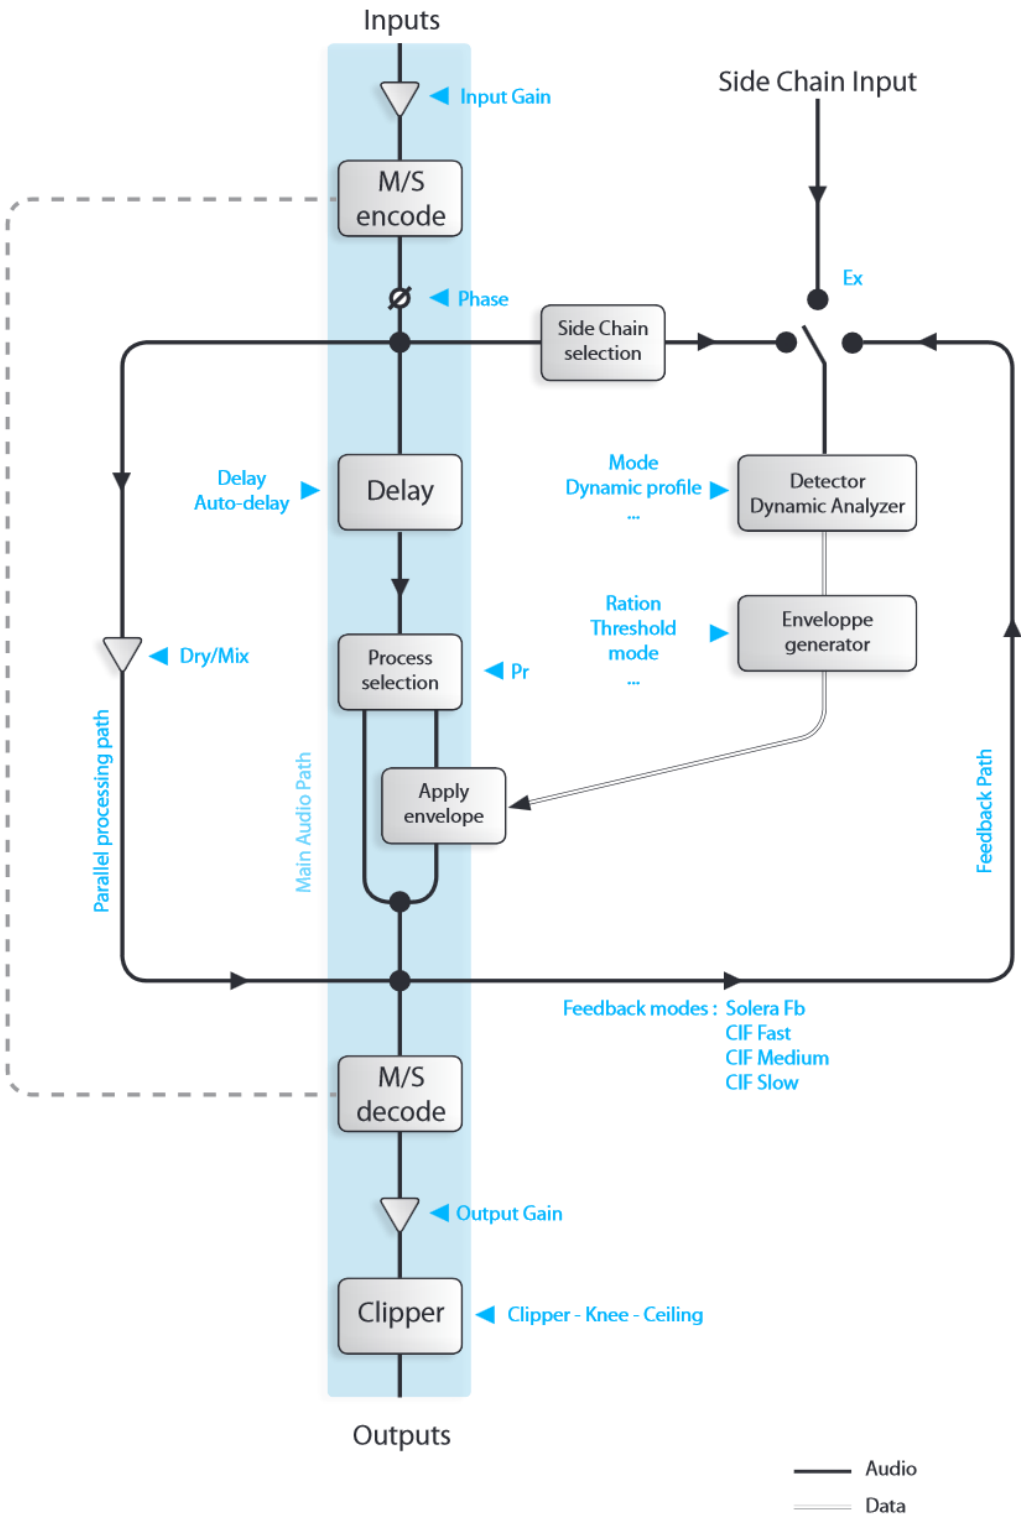 Inputs
Input Gain
Side Chain Input
M/S
encode
Ex
Phase
Side Chain
selection
Delay
Auto-delay
Delay
Mode
Dynamic profile
...
Detector
Dynamic Analyzer
Ration
Threshold
mode
...
Enveloppe
generator
Dry/Mix
Process
selection
Pr
Parallel processing path
Main Audio Path
Apply
envelope
Feedback Path
Feedback modes : Solera Fb
CIF Fast
CIF Medium
CIF Slow
M/S
decode
Output Gain
Clipper
Clipper - Knee - Ceiling
Outputs
Audio
Data